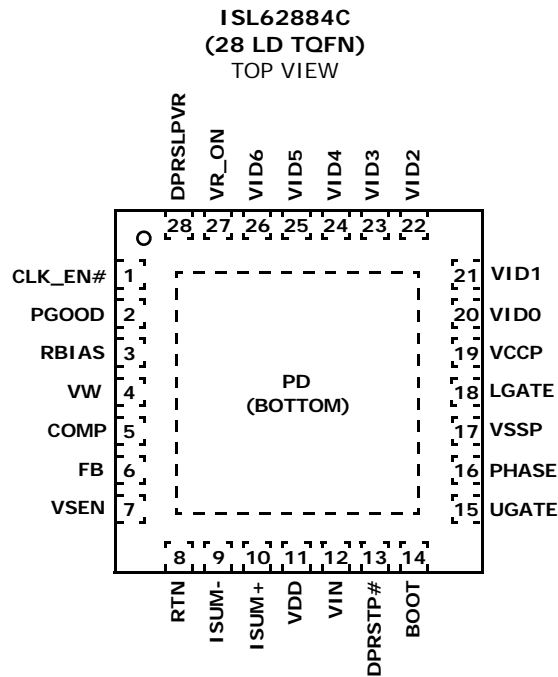 ISL62884C
(28 LD TQFN)
TOP VIEW
DPRSLPVR
VR_ON
VID6
VID5
VID4
VID3
VID2
28 27 26 25 24 23 22
CLK_EN# 1
PGOOD 2
RBIAS 3
VW 4
COMP 5
FB 6
VSEN 7
PD
(BOTTOM)
21 VID1
20 VID0
19 VCCP
18 LGATE
17 VSSP
16 PHASE
15 UGATE
8 9 10 11 12 13 14
RTN
ISUM-
ISUM+
VDD
VIN
DPRSTP#
BOOT